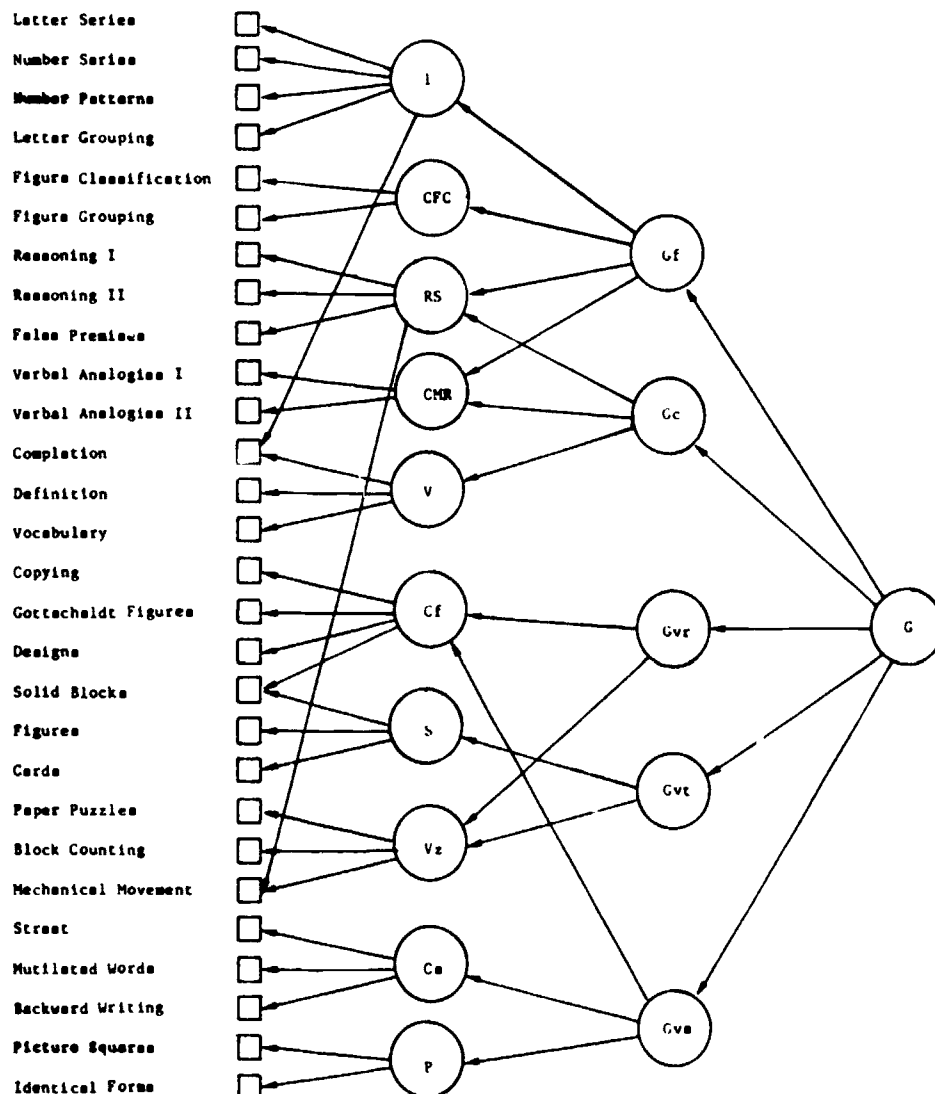 Letter Series
Number Series
Number Patterns
Letter Grouping
Figure Classification
Figure Grouping
Reasoning I
Reasoning II
False Premises
Verbal Analogies I
Verbal Analogies II
Completion
Definition
Vocabulary
Copying
Gottschaldt Figures
Designs
Solid Blocks
Figures
Cards
Paper Puzzles
Block Counting
Mechanical Movement
Street
Mutilated Words
Backward Writing
Picture Squares
Identical Forms
I
CFC
RS
CMR
V
Cf
S
Vz
Cs
P
Gf
Gc
Gvr
Gvt
Gvs
G